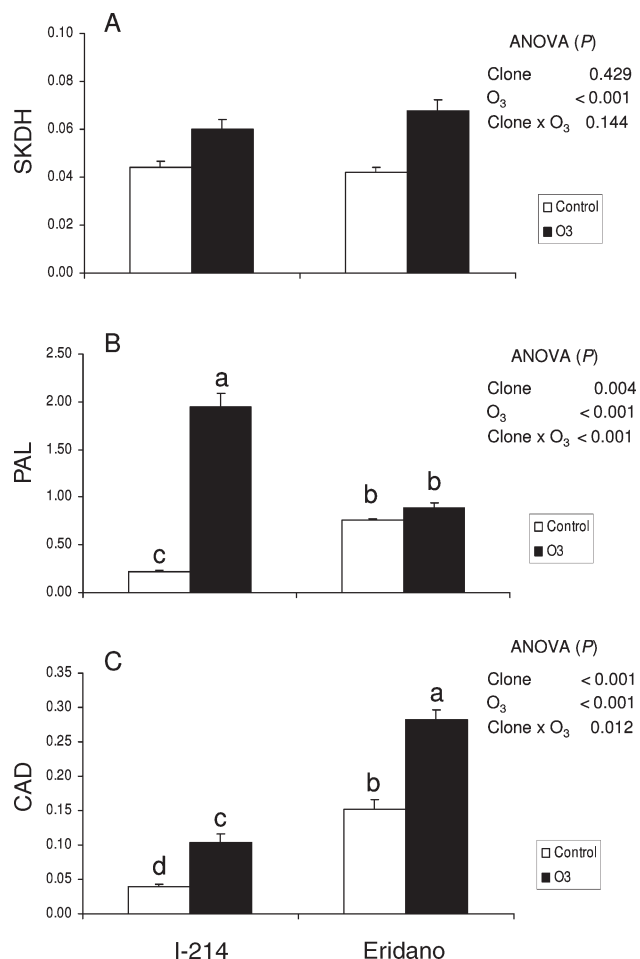 A
ANOVA (P)
Clone 0.429
O3 < 0.001
Clone x O3 0.144
SKDH
0.10
0.08
0.06
0.04
0.02
0.00
Control
O3
B
ANOVA (P)
Clone 0.004
O3 < 0.001
Clone x O3 < 0.001
PAL
2.50
2.00
1.50
1.00
0.50
0.00
a
b b
c
Control
O3
C
ANOVA (P)
Clone < 0.001
O3 < 0.001
Clone x O3 0.012
CAD
0.35
0.30
0.25
0.20
0.15
0.10
0.05
0.00
a
b
c
d
Control
O3
I-214 Eridano